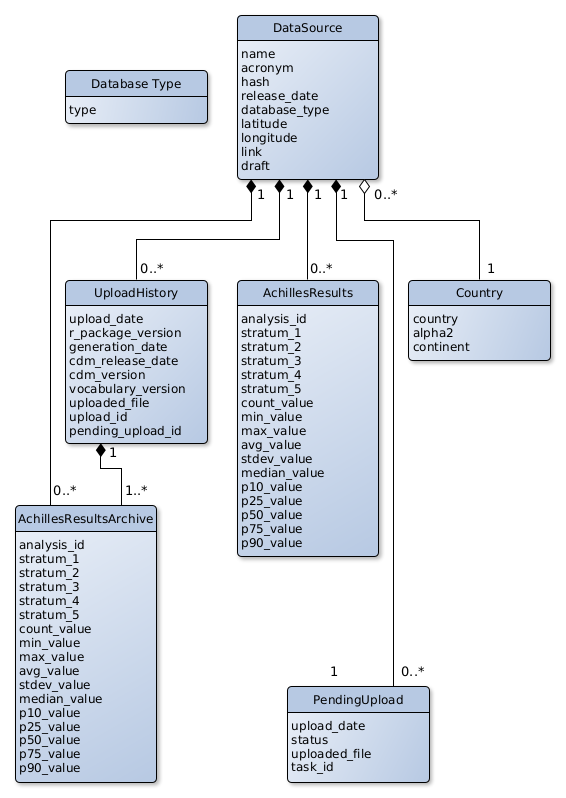 DataSource
name
acronym
hash
release_date
database_type
latitude
longitude
link
draft
Database Type
type
1 1 1 1 0..*
0..* 0..* 1
UploadHistory
upload_date
r_package_version
generation_date
cdm_release_date
cdm_version
vocabulary_version
uploaded_file
upload_id
pending_upload_id
AchillesResults
analysis_id
stratum_1
stratum_2
stratum_3
stratum_4
stratum_5
count_value
min_value
max_value
avg_value
stdev_value
median_value
p10_value
p25_value
p50_value
p75_value
p90_value
Country
country
alpha2
continent
1
0..* 1..*
AchillesResultsArchive
analysis_id
stratum_1
stratum_2
stratum_3
stratum_4
stratum_5
count_value
min_value
max_value
avg_value
stdev_value
median_value
p10_value
p25_value
p50_value
p75_value
p90_value
1 0..*
PendingUpload
upload_date
status
uploaded_file
task_id